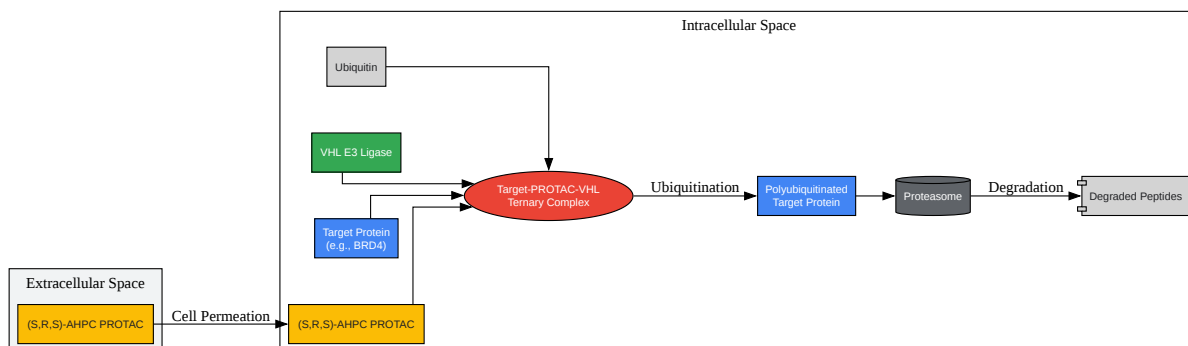 Intracellular Space
Ubiquitin
VHL E3 Ligase
Target-PROTAC-VHL
Ternary Complex
Ubiquitination
Polyubiquitinated
Target Protein
Proteasome
Degradation
Degraded Peptides
Target Protein
(e.g., BRD4)
Extracellular Space
(S,R,S)-AHPC PROTAC
Cell Permeation
(S,R,S)-AHPC PROTAC